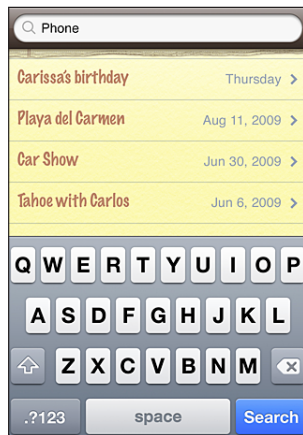 Phone
Carissa's birthday Thursday
Playa del Carmen Aug 11, 2009
Car Show Jun 30, 2009
Tahoe with Carlos Jun 6, 2009
Q W E R T Y U I O P
A S D F G H J K L
Z X C V B N M
.?123 space Search